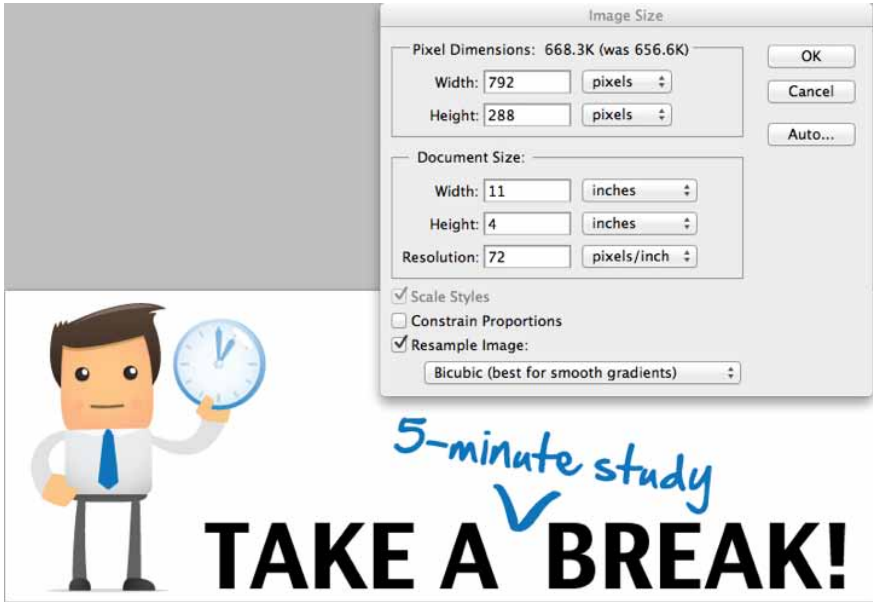 Image Size
Pixel Dimensions: 668.3K (was 656.6K)
OK
Width: 792 pixels
Cancel
Height: 288 pixels
Auto...
Document Size:
Width: 11 inches
Height: 4 inches
Resolution: 72 pixels/inch
Scale Styles
Constrain Proportions
Resample Image:
Bicubic (best for smooth gradients)
5-minute study
TAKE A BREAK!